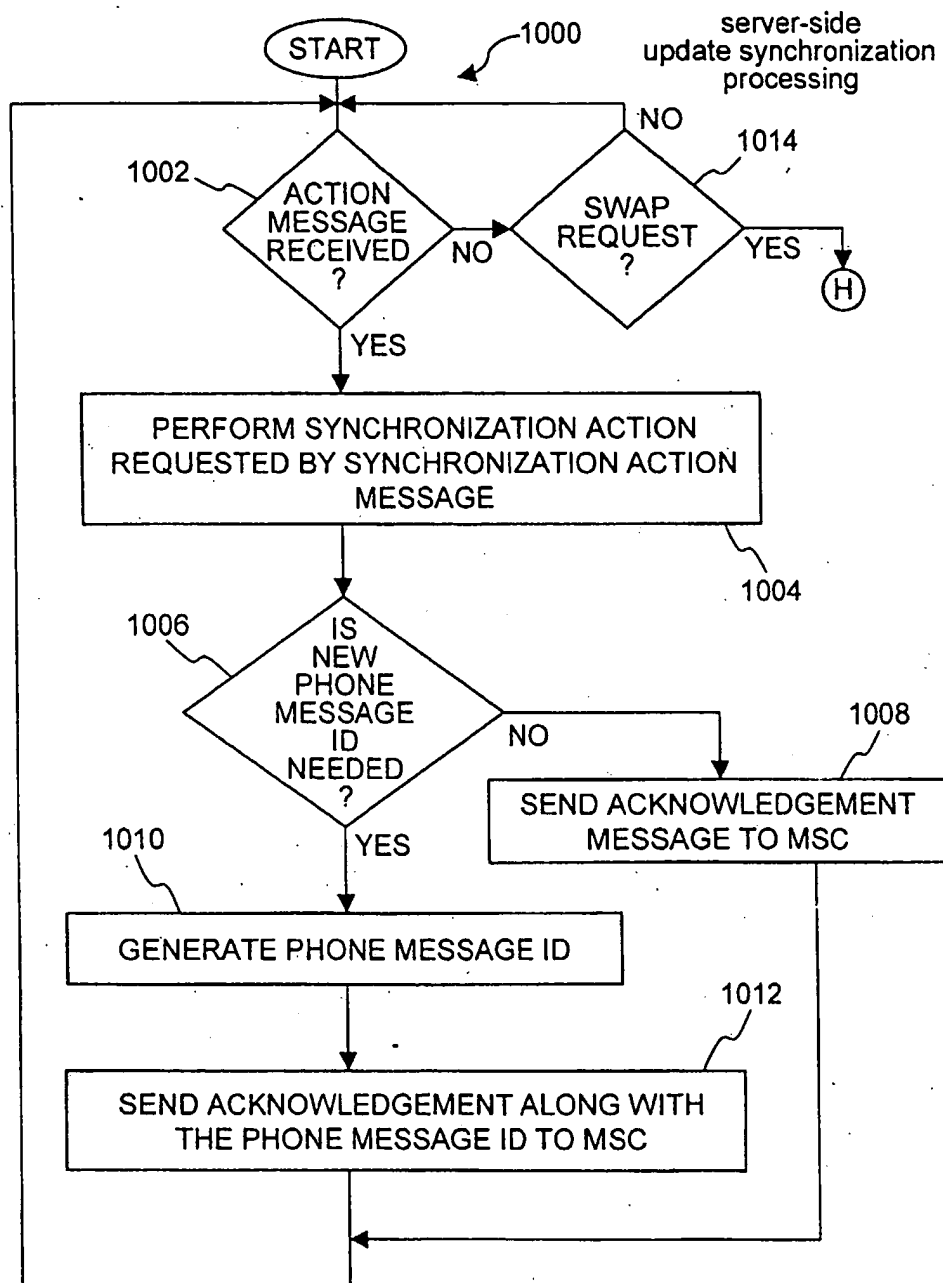 START
1000
server-side
update synchronization
processing
NO
1002
ACTION
MESSAGE
RECEIVED
?
NO
1014
SWAP
REQUEST
?
YES
H
YES
PERFORM SYNCHRONIZATION ACTION
REQUESTED BY SYNCHRONIZATION ACTION
MESSAGE
1004
1006
IS
NEW
PHONE
MESSAGE
ID
NEEDED
?
NO
1008
SEND ACKNOWLEDGEMENT
MESSAGE TO MSC
YES
1010
GENERATE PHONE MESSAGE ID
1012
SEND ACKNOWLEDGEMENT ALONG WITH
THE PHONE MESSAGE ID TO MSC